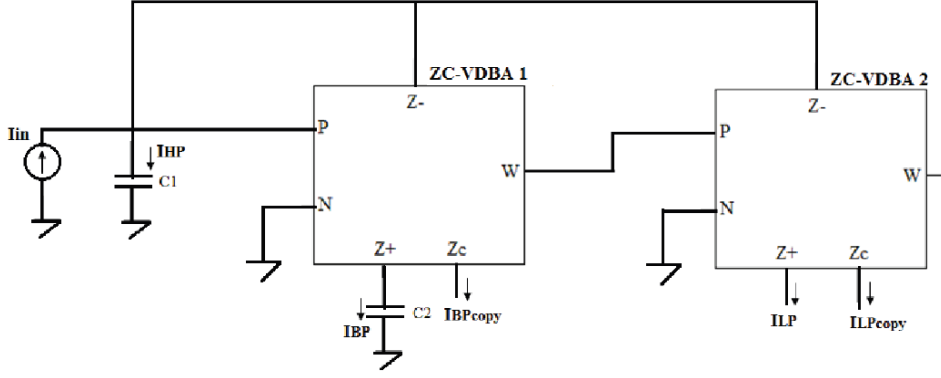 ZC-VDBA 1
ZC-VDBA 2
Z-
Z-
Iin
P
P
IHP
C1
W
W
N
N
Z+
Zc
Z+
Zc
IBP
C2
IBPcopy
ILP
ILPcopy